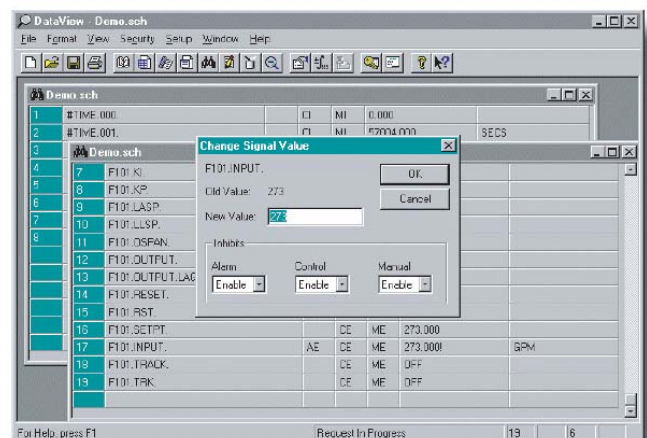 DataView - Demo.sch
File Format View Security Setup Window Help
Demo.sch
1 #TIME.000. CI MI 0.000
2 #TIME.001. CI MI 57004.000 SECS
3
4
5
6
7
8
Demo.sch
7 F101.KI.
8 F101.KP.
9 F101.LASP.
10 F101.LLSP.
11 F101.OSPAN.
12 F101.OUTPUT.
13 F101.OUTPUT.LAG
14 F101.RESET.
15 F101.RST.
16 F101.SETPT. CE ME 273.000
17 F101.INPUT. AE CE ME 273.000! GPM
18 F101.TRACK. CE ME OFF
19 F101.TRK. CE ME OFF
Change Signal Value
F101.INPUT.
Old Value: 273
New Value: 273
OK
Cancel
Inhibits
Alarm Control Manual
Enable Enable Enable
For Help, press F1 Request In Progress 19 6